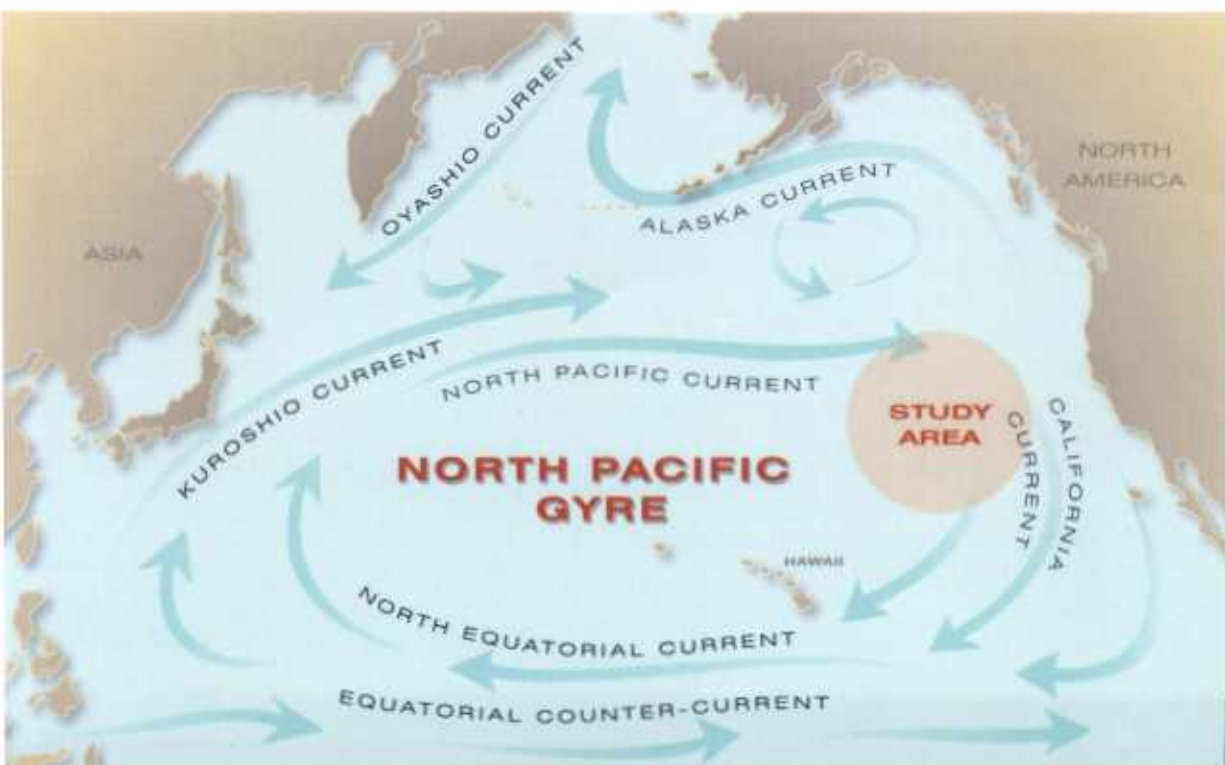 OYASHIO CURRENT
NORTH
AMERICA
ALASKA CURRENT
ASIA
KUROSHIO CURRENT
NORTH PACIFIC CURRENT
STUDY
AREA
CALIFORNIA
CURRENT
NORTH PACIFIC
GYRE
HAWAII
NORTH EQUATORIAL CURRENT
EQUATORIAL COUNTER-CURRENT